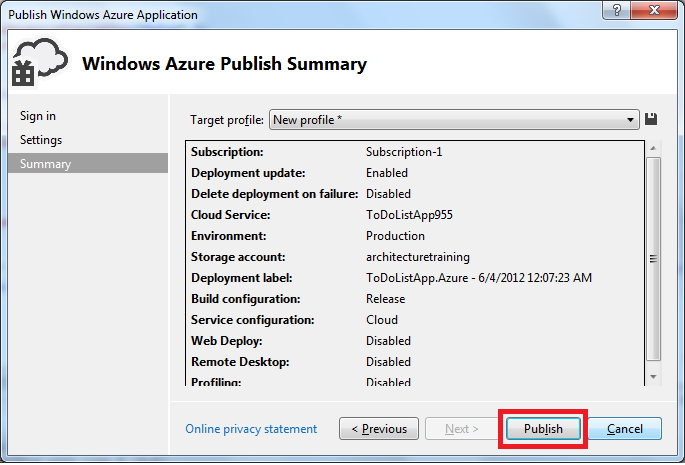 Publish Windows Azure Application
Windows Azure Publish Summary
Sign in
Settings
Summary
Target profile: New profile *
Subscription: Subscription-1
Deployment update: Enabled
Delete deployment on failure: Disabled
Cloud Service: ToDoListApp955
Environment: Production
Storage account: architecturetraining
Deployment label: ToDoListApp.Azure - 6/4/2012 12:07:23 AM
Build configuration: Release
Service configuration: Cloud
Web Deploy: Disabled
Remote Desktop: Disabled
Profiling: Disabled
Online privacy statement < Previous Next > Publish Cancel